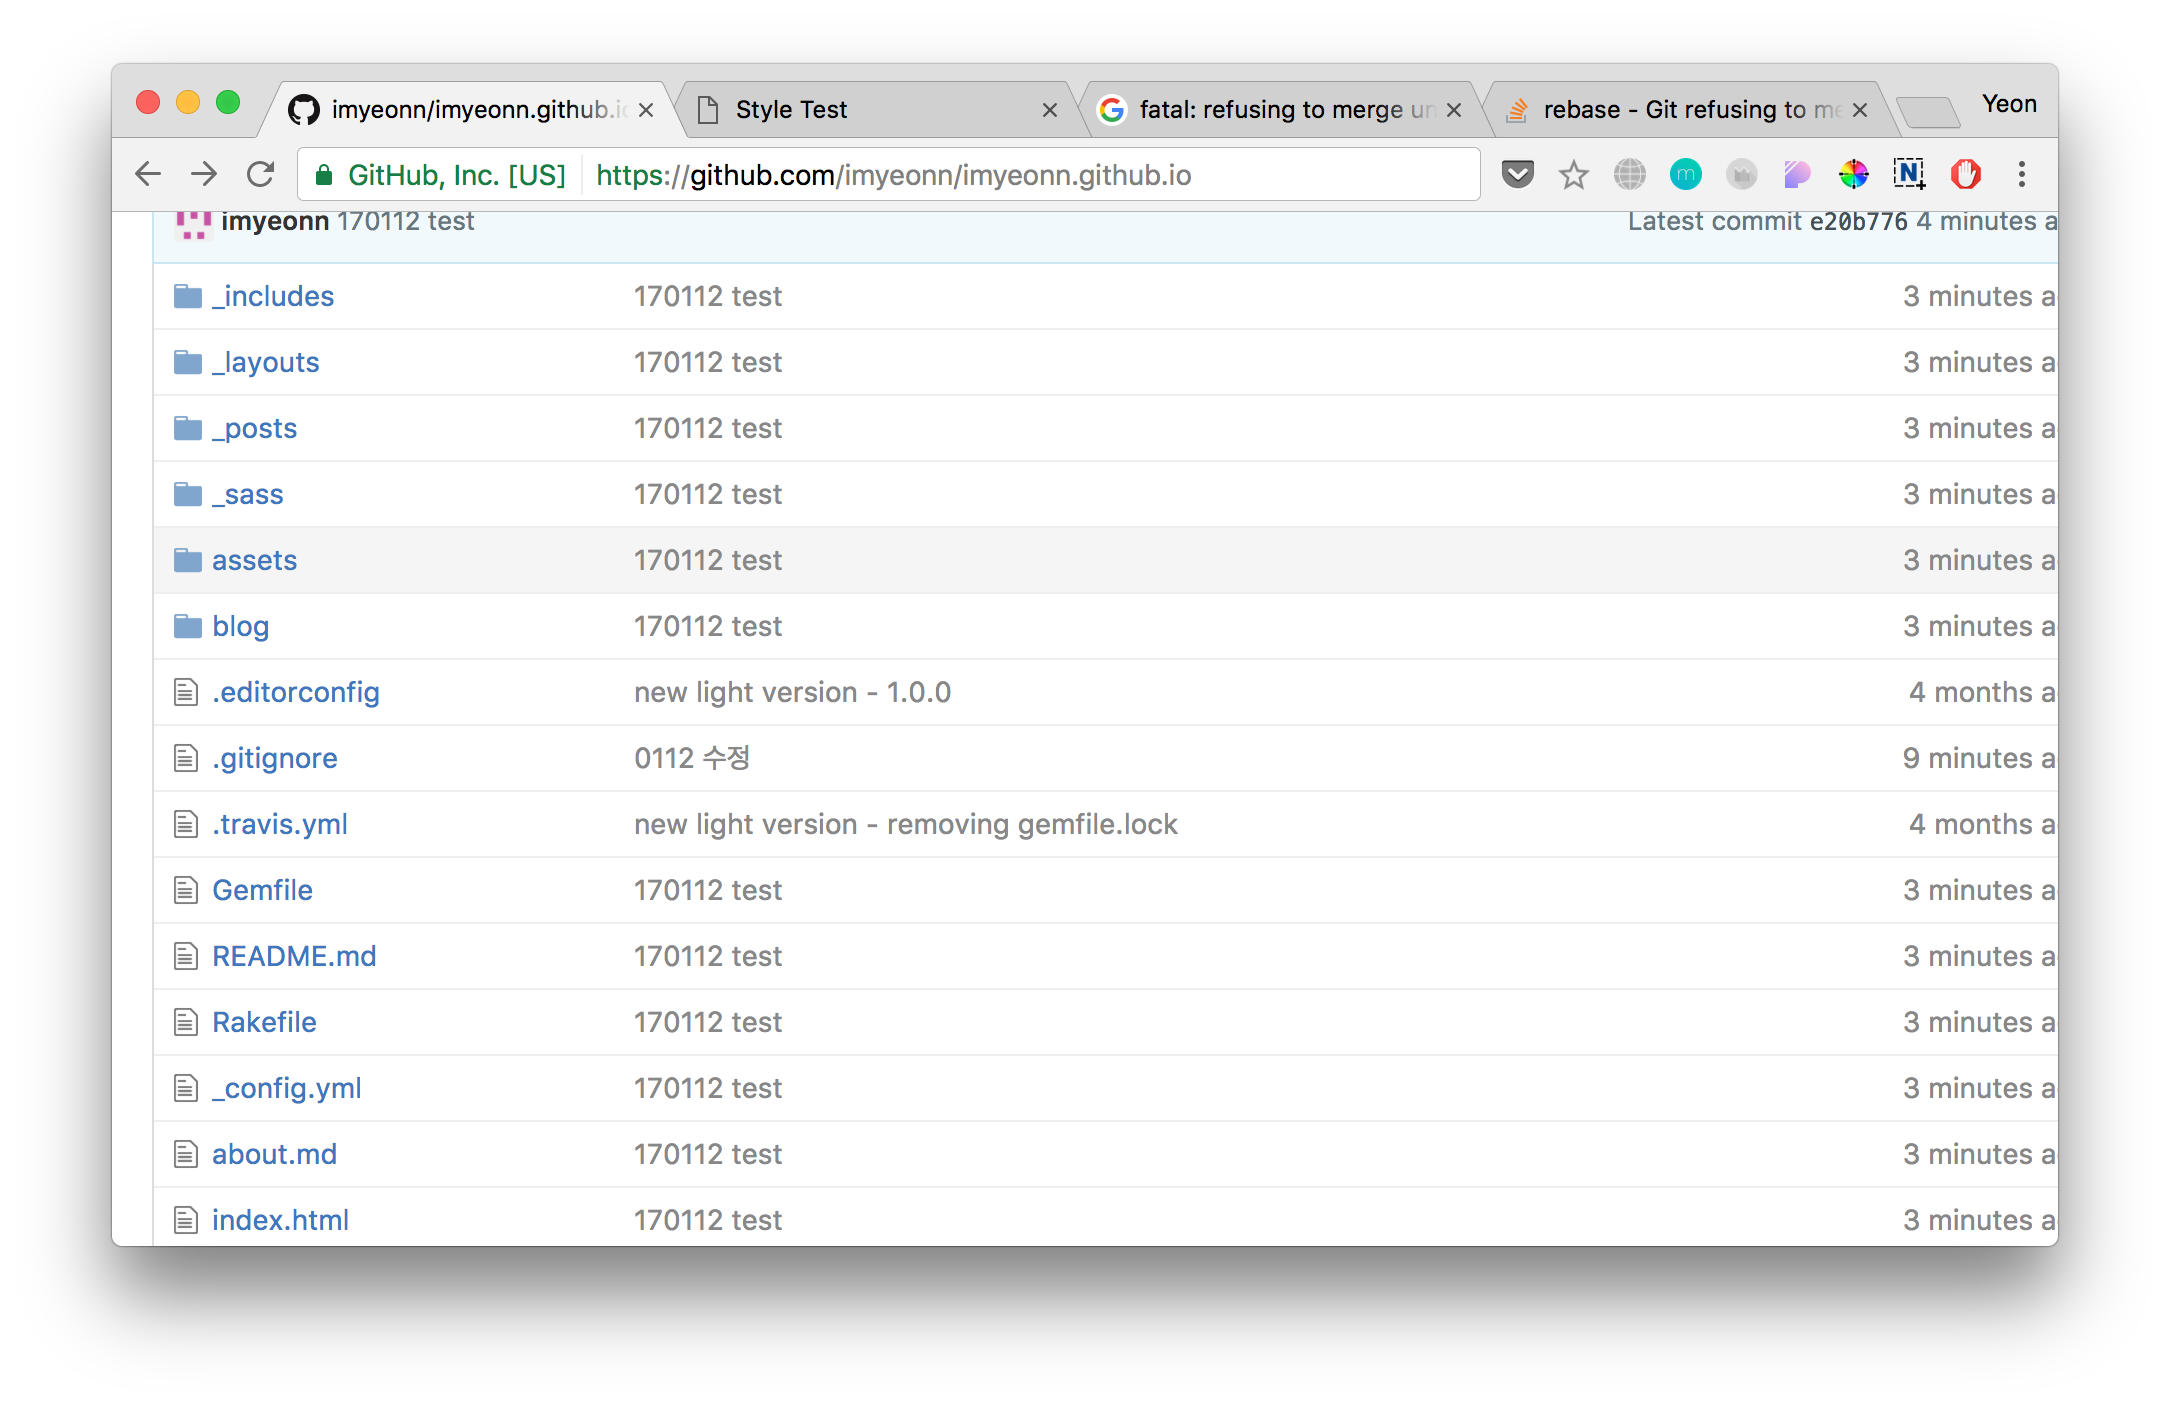 imyeonn/imyeonn.github.io
Style Test
fatal: refusing to merge un
rebase - Git refusing to me
Yeon
GitHub, Inc. [US] https://github.com/imyeonn/imyeonn.github.io
imyeonn 170112 test Latest commit e20b776 4 minutes a
_includes 170112 test 3 minutes a
_layouts 170112 test 3 minutes a
_posts 170112 test 3 minutes a
_sass 170112 test 3 minutes a
assets 170112 test 3 minutes a
blog 170112 test 3 minutes a
.editorconfig new light version - 1.0.0 4 months a
.gitignore 0112 수정 9 minutes a
.travis.yml new light version - removing gemfile.lock 4 months a
Gemfile 170112 test 3 minutes a
README.md 170112 test 3 minutes a
Rakefile 170112 test 3 minutes a
_config.yml 170112 test 3 minutes a
about.md 170112 test 3 minutes a
index.html 170112 test 3 minutes a